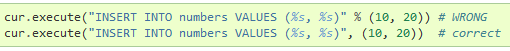 cur.execute("INSERT INTO numbers VALUES (%s, %s)" % (10, 20)) # WRONG
cur.execute("INSERT INTO numbers VALUES (%s, %s)", (10, 20))  # correct